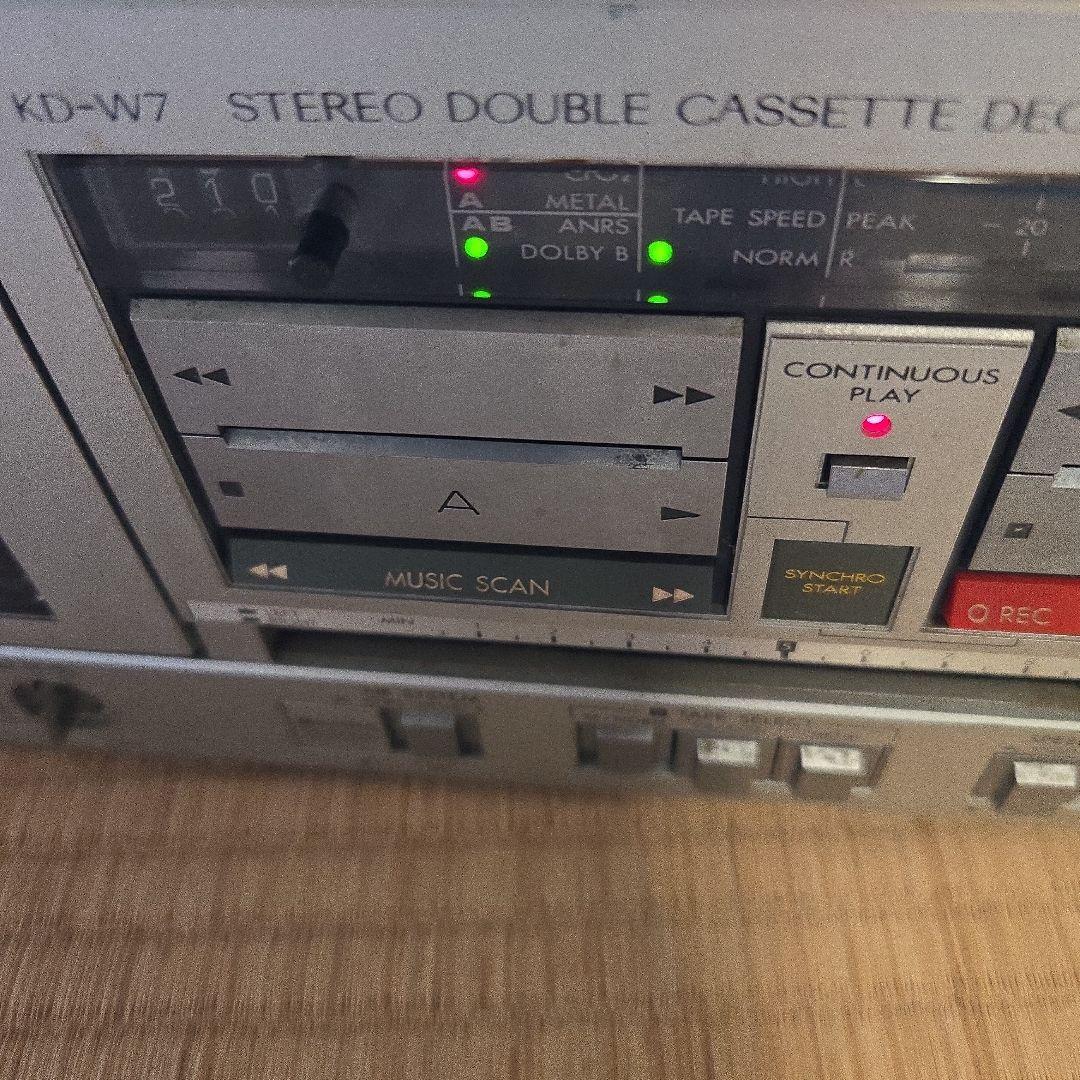 KD-W7 STEREO DOUBLE CASSETTE DEC
210
A METAL
AB ANRS
DOLBY B
TAPE SPEED
NORM
PEAK
R
- 20
CONTINUOUS
PLAY
A
MUSIC SCAN
SYNCHRO
START
O REC
MIN